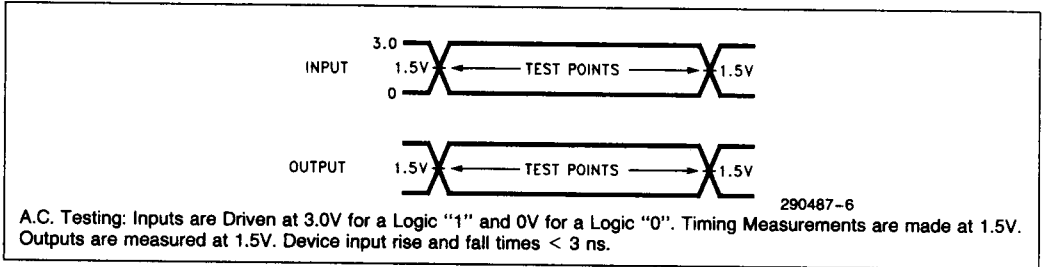 3.0
INPUT 1.5V TEST POINTS 1.5V
0
OUTPUT 1.5V TEST POINTS 1.5V
290487-6
A.C. Testing: Inputs are Driven at 3.0V for a Logic "1" and 0V for a Logic "0". Timing Measurements are made at 1.5V.
Outputs are measured at 1.5V. Device input rise and fall times < 3 ns.